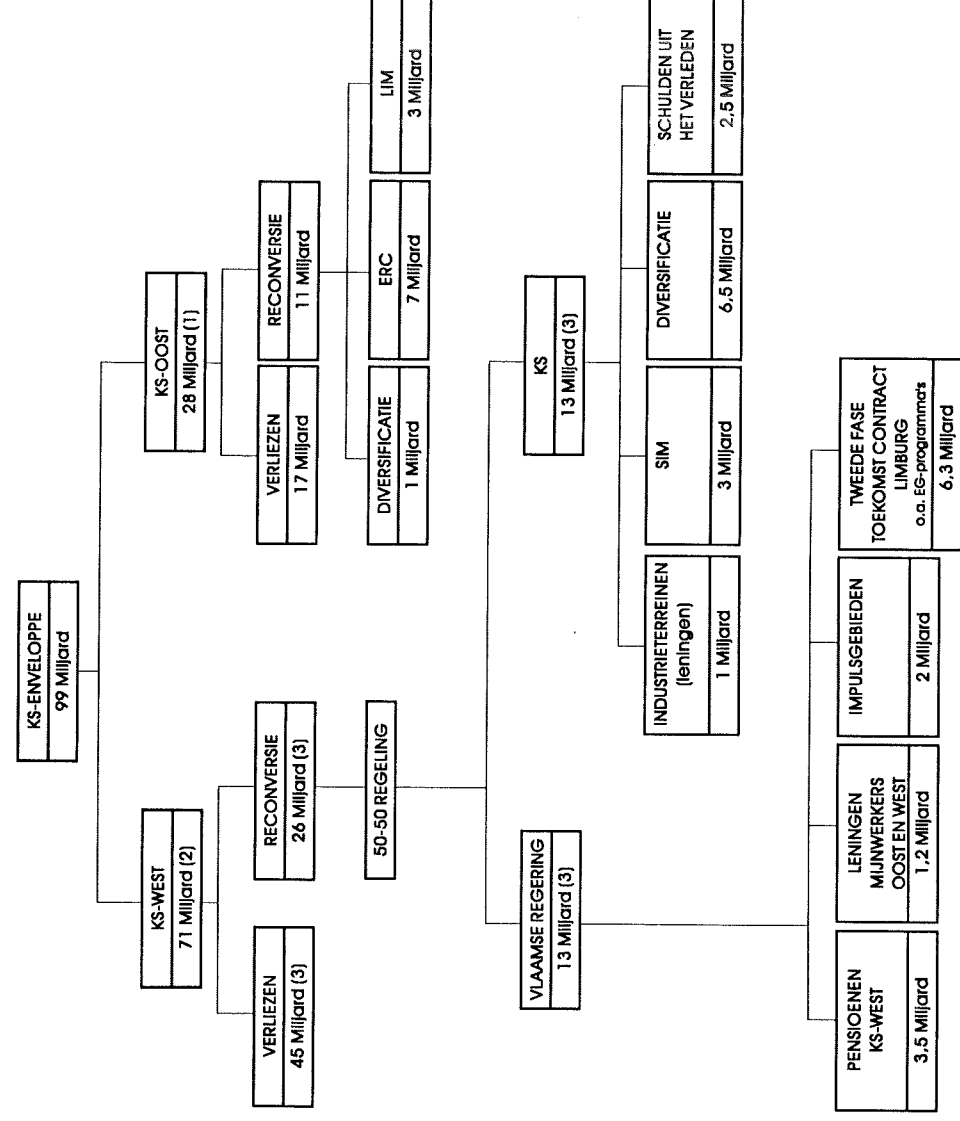 KS-ENVELOPPE
99 Miljard
KS-WEST
71 Miljard (2)
KS-OOST
28 Miljard (1)
VERLIEZEN
45 Miljard (3)
RECONVERSIE
26 Miljard (3)
VERLIEZEN
17 Miljard
RECONVERSIE
11 Miljard
50-50 REGELING
DIVERSIFICATIE
1 Miljard
ERC
7 Miljard
LIM
3 Miljard
VLAAMSE REGERING
13 Miljard (3)
KS
13 Miljard (3)
INDUSTRIETERREINEN
(leningen)
1 Miljard
SIM
3 Miljard
DIVERSIFICATIE
6,5 Miljard
SCHULDEN UIT
HET VERLEDEN
2,5 Miljard
PENSIOENEN
KS-WEST
3,5 Miljard
LENINGEN
MIJNWERKERS
OOST EN WEST
1,2 Miljard
IMPULSGEBIEDEN
2 Miljard
TWEEDE FASE
TOEKOMST CONTRACT
LIMBURG
o.a. EG-programma's
6,3 Miljard